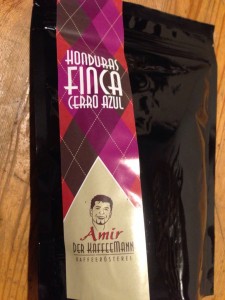 HONDURAS
FINCA
CERRO AZUL
Amir
DER KAFFEEMANN
KAFFEERÖSTEREI